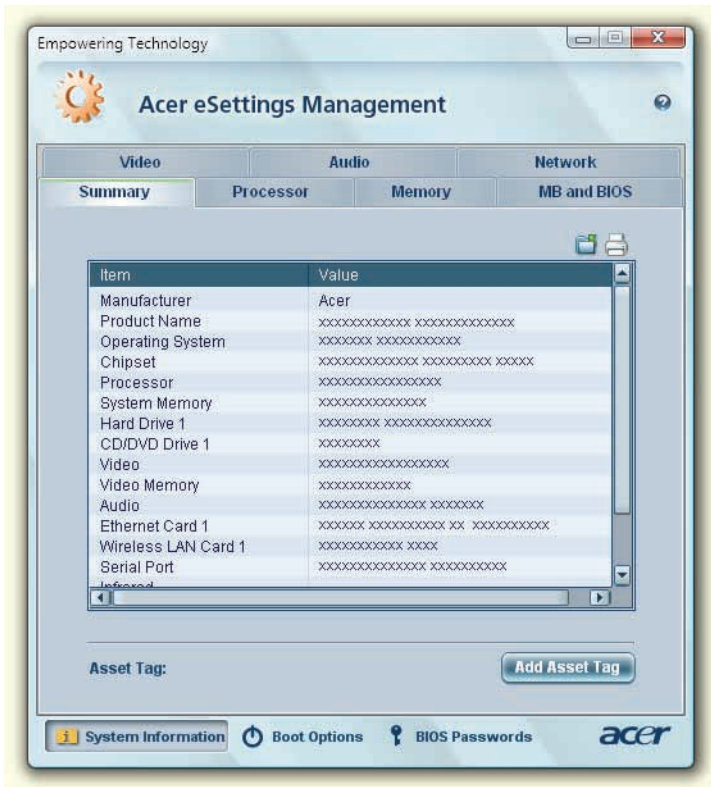 Empowering Technology
Acer eSettings Management
Video Audio Network
Summary Processor Memory MB and BIOS
Item Value
Manufacturer Acer
Product Name xxxxxxxxxxxx xxxxxxxxxxxxx
Operating System xxxxxxx xxxxxxxxxxx
Chipset xxxxxxxxxxxxx xxxxxxxxx xxxxx
Processor xxxxxxxxxxxxxxxx
System Memory xxxxxxxxxxxxxx
Hard Drive 1 xxxxxxxx xxxxxxxxxxxxxx
CD/DVD Drive 1 xxxxxxxx
Video xxxxxxxxxxxxxxxxx
Video Memory xxxxxxxxxxxx
Audio xxxxxxxxxxxxxx xxxxxxx
Ethernet Card 1 xxxxxx xxxxxxxxxx xx xxxxxxxxxx
Wireless LAN Card 1 xxxxxxxxxxx xxxx
Serial Port xxxxxxxxxxxxxx xxxxxxxxxx
Infrared
Asset Tag: Add Asset Tag
System Information Boot Options BIOS Passwords acer